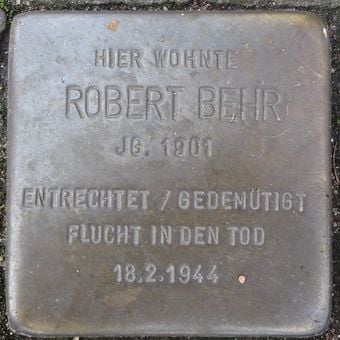 HIER WOHNTE
ROBERT BEHR
JG. 1901
ENTRECHTET / GEDEMÜTIGT
FLUCHT IN DEN TOD
18.2.1944